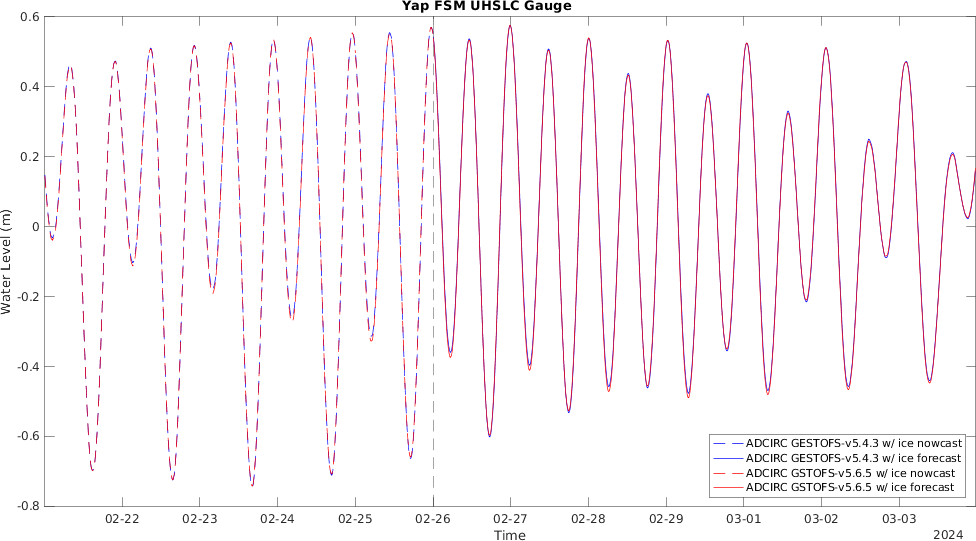 Yap FSM UHSLC Gauge
0.6
0.4
0.2
0
-0.2
-0.4
-0.6
-0.8
Water Level (m)
ADCIRC GESTOFS-v5.4.3 w/ ice nowcast
ADCIRC GESTOFS-v5.4.3 w/ ice forecast
ADCIRC GSTOFS-v5.6.5 w/ ice nowcast
ADCIRC GSTOFS-v5.6.5 w/ ice forecast
02-22 02-23 02-24 02-25 02-26 02-27 02-28 02-29 03-01 03-02 03-03
Time
2024